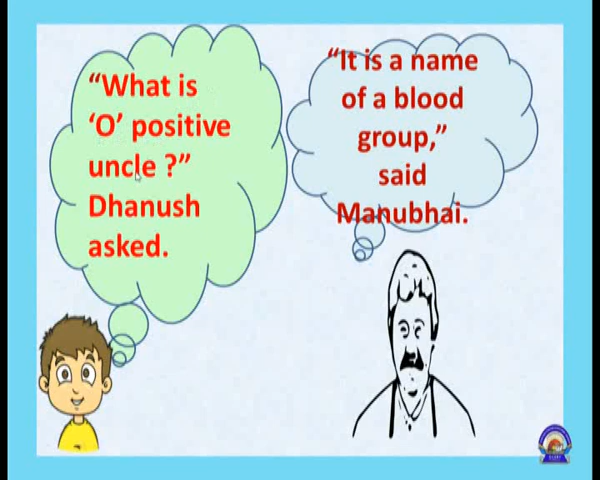 “What is
‘O’ positive
uncle ?”
Dhanush
asked.
“It is a name
of a blood
group,”
said
Manubhai.